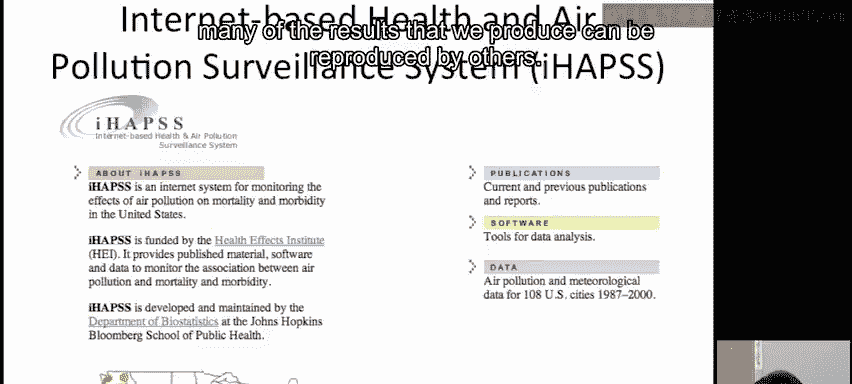 Internet-based Health and Air
many of the results that we produce can be
reproduced by others.
Pollution Surveillance System (iHAPSS)
iHAPSS
Internet-based Health & Air Pollution
Surveillance System
ABOUT iHAPSS
iHAPSS is an internet system for monitoring the
effects of air pollution on mortality and morbidity
in the United States.
iHAPSS is funded by the Health Effects Institute
(HEI). It provides published material, software
and data to monitor the association between air
pollution and mortality and morbidity.
iHAPSS is developed and maintained by the
Department of Biostatistics at the Johns Hopkins
Bloomberg School of Public Health.
PUBLICATIONS
Current and previous publications
and reports.
SOFTWARE
Tools for data analysis.
DATA
Air pollution and meteorological
data for 108 U.S. cities 1987–2000.